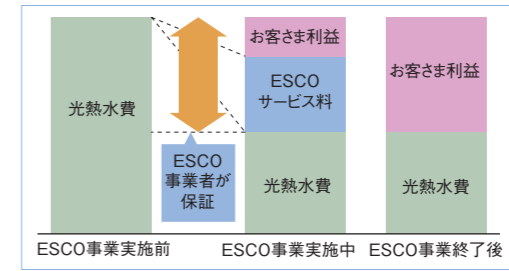 光熱水費
ESCO
事業者が
保証
お客さま利益
ESCO
サービス料
光熱水費
お客さま利益
光熱水費
ESCO事業実施前
ESCO事業実施中
ESCO事業終了後